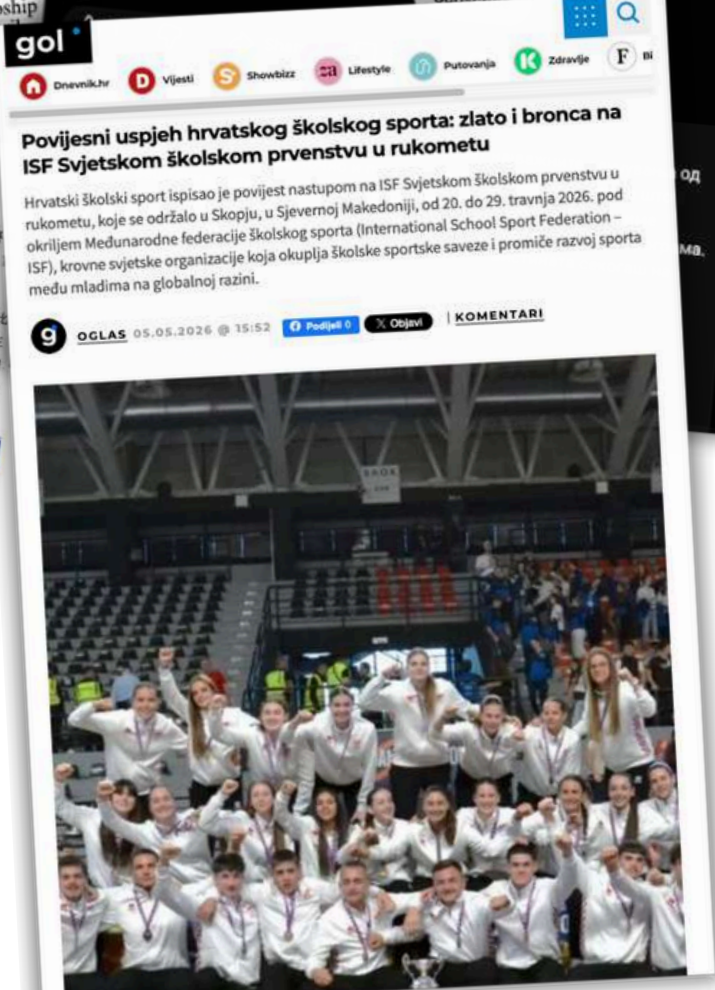 ship
gol
Dnevnik.hr Vijesti Showbizz Lifestyle Putovanja Zdravlje Bi
Povijesni uspjeh hrvatskog školskog sporta: zlato i bronca na
ISF Svjetskom školskom prvenstvu u rukometu
Hrvatski školski sport ispisao je povijest nastupom na ISF Svjetskom školskom prvenstvu u
rukometu, koje se održalo u Skopju, u Sjevernoj Makedoniji, od 20. do 29. travnja 2026. pod
okriljem Međunarodne federacije školskog sporta (International School Sport Federation –
ISF), krovne svjetske organizacije koja okuplja školske sportske saveze i promiče razvoj sporta
među mladima na globalnoj razini.
од
ма.
g OGLAS 05.05.2026 @ 15:52 Podijeli 0 X Objavi | KOMENTARI